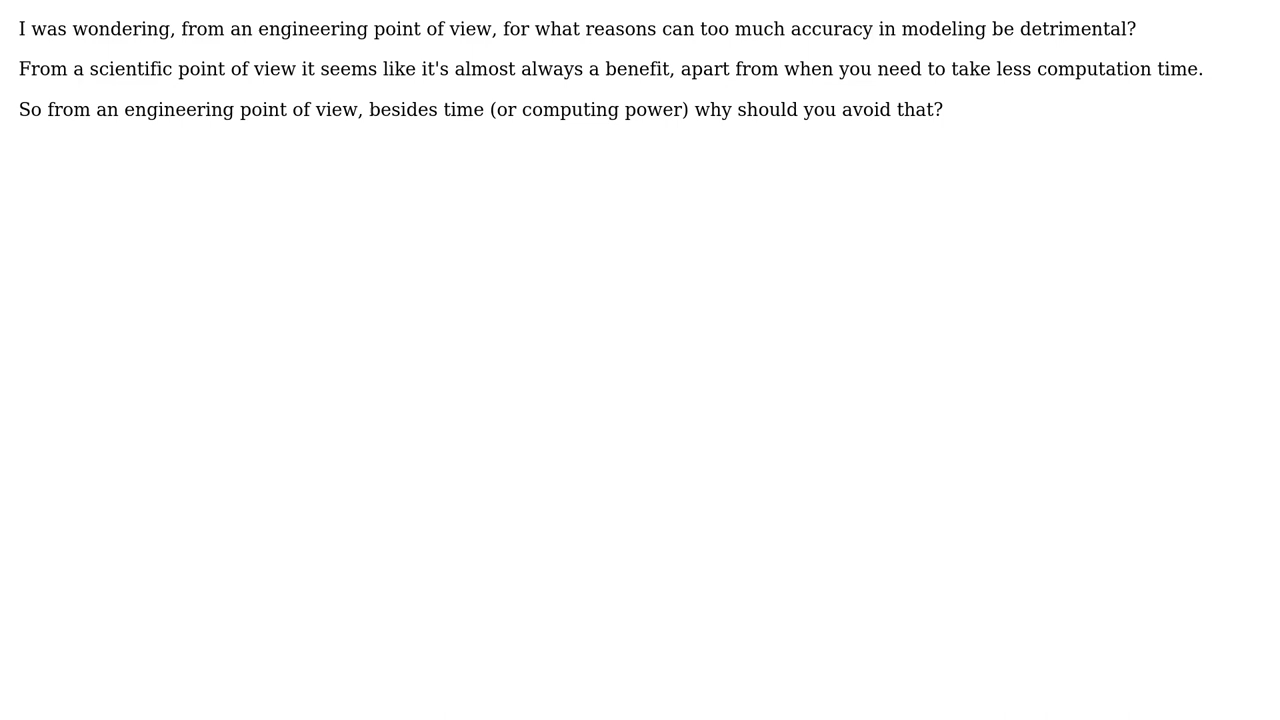 I was wondering, from an engineering point of view, for what reasons can too much accuracy in modeling be detrimental?
From a scientific point of view it seems like it's almost always a benefit, apart from when you need to take less computation time.
So from an engineering point of view, besides time (or computing power) why should you avoid that?